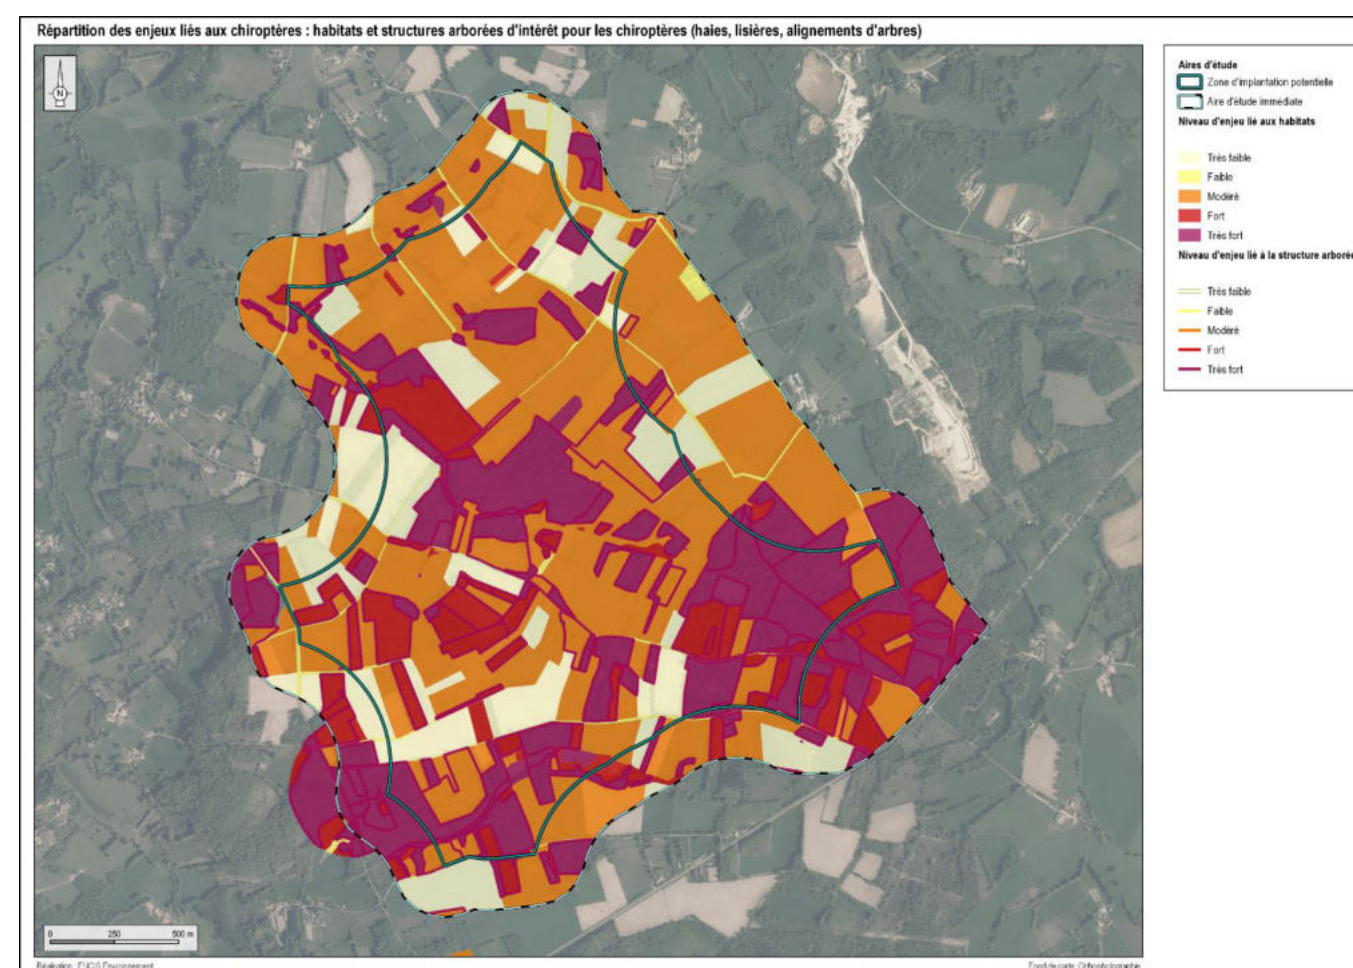 Répartition des enjeux liés aux chiroptères : habitats et structures arborées d'intérêt pour les chiroptères (haies, lisières, alignements d'arbres)
N
Aires d'étude
Zone d'implantation potentielle
Aire d'étude immédiate
Niveau d'enjeu lié aux habitats
Très faible
Faible
Modéré
Fort
Très fort
Niveau d'enjeu lié à la structure arborée
Très faible
Faible
Modéré
Fort
Très fort
0 250 500 m
Réalisation : ENCIS Environnement
Fond de carte: Orthophotographie